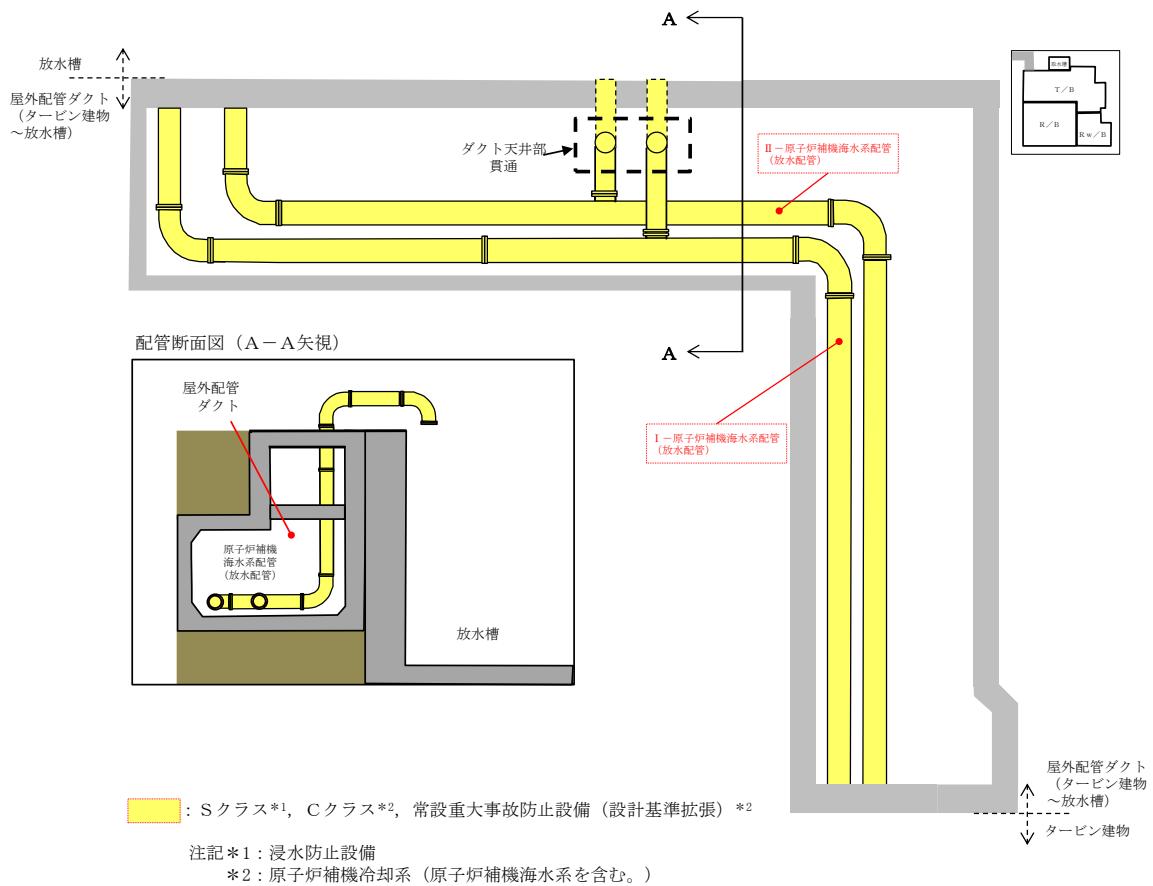 A
放水槽
屋外配管ダクト
（タービン建物
～放水槽）
ダクト天井部
貫通
Ⅱ－原子炉補機海水系配管
（放水配管）
取水槽
T／B
R／B
Rw／B
A
Ⅰ－原子炉補機海水系配管
（放水配管）
配管断面図（A－A矢視）
屋外配管
ダクト
原子炉補機
海水系配管
（放水配管）
放水槽
屋外配管ダクト
（タービン建物
～放水槽）
タービン建物
：Sクラス*1，Cクラス*2，常設重大事故防止設備（設計基準拡張）*2
注記＊1：浸水防止設備
＊2：原子炉補機冷却系（原子炉補機海水系を含む。）